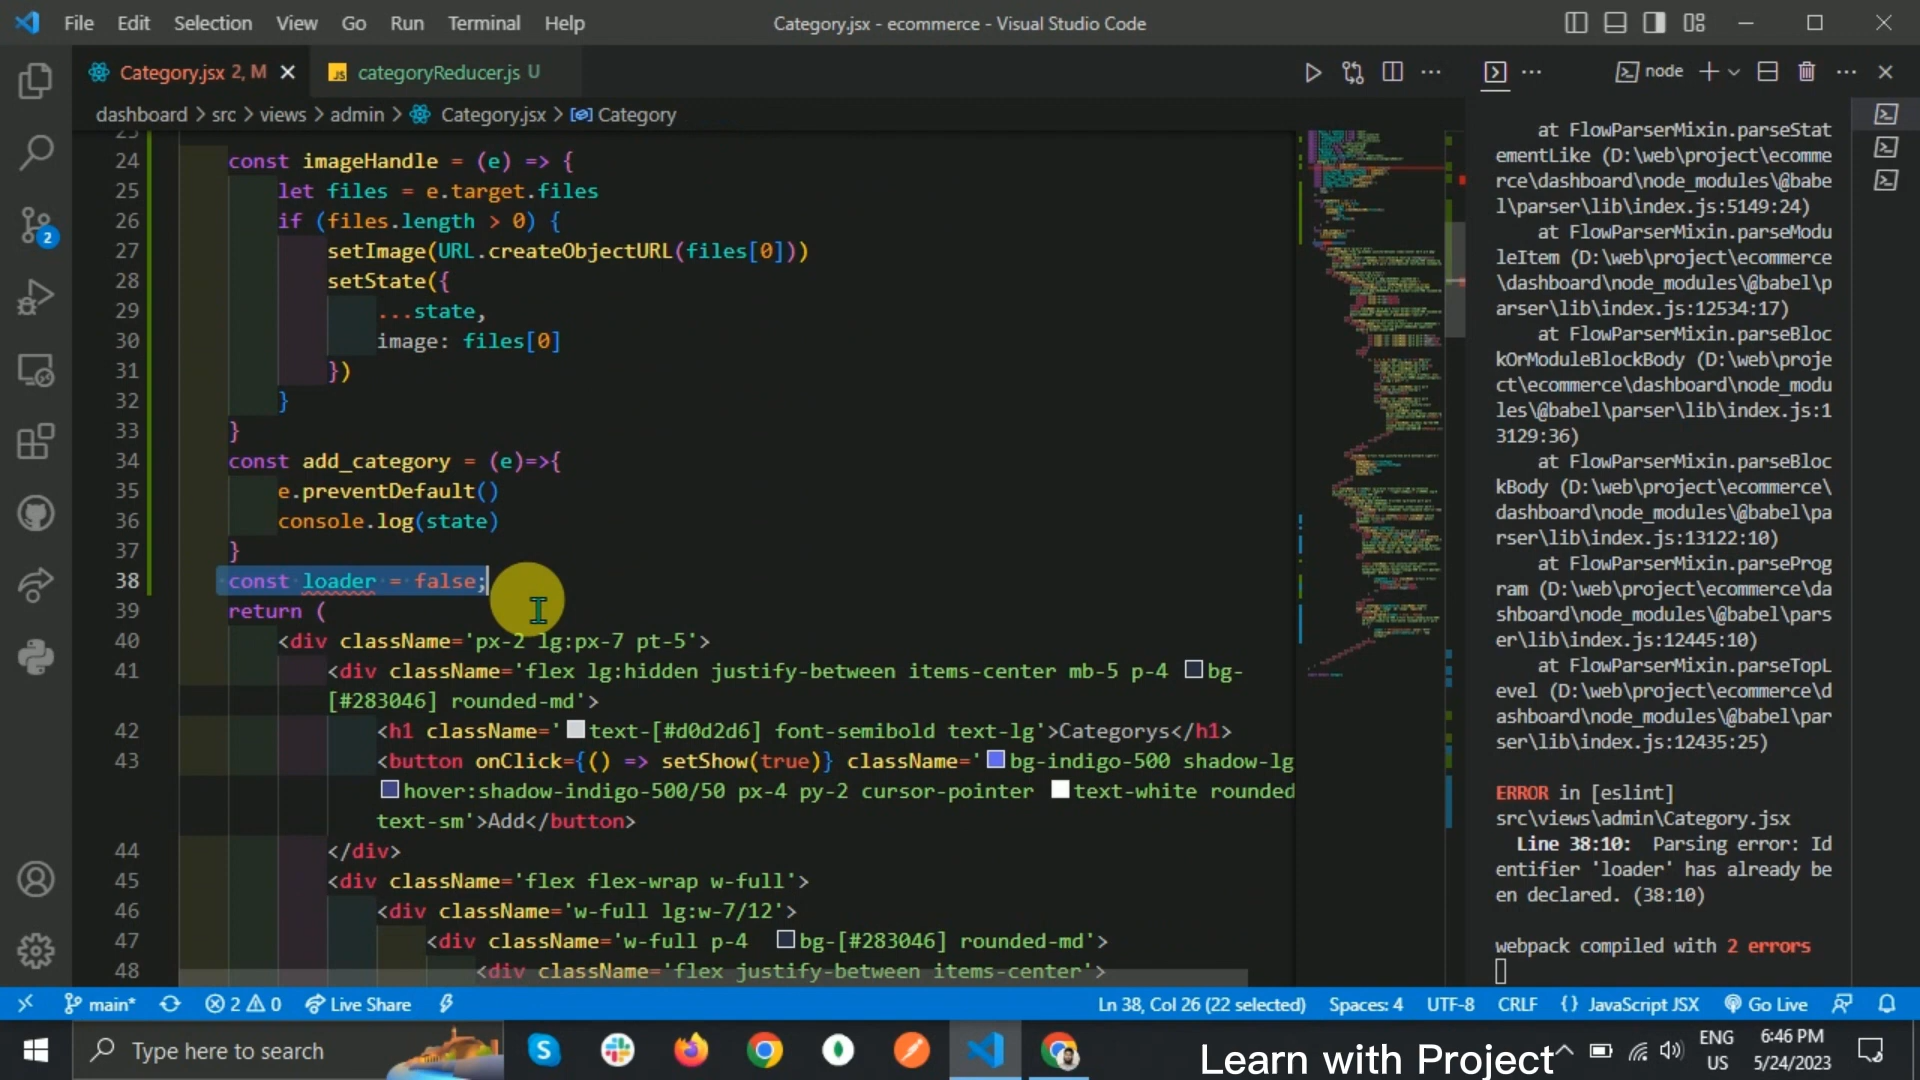 File Edit Selection View Go Run Terminal Help
Category.jsx - ecommerce - Visual Studio Code
Category.jsx 2, M
JS categoryReducer.js U
node
dashboard > src > views > admin > Category.jsx > Category
24 const imageHandle = (e) => {
25 let files = e.target.files
26 if (files.length > 0) {
27 setImage(URL.createObjectURL(files[0]))
28 setState({
29 ...state,
30 image: files[0]
31 })
32 }
33 }
34 const add_category = (e)=>{
35 e.preventDefault()
36 console.log(state)
37 }
38 const loader = false;
39 return (
40 <div className='px-2 lg:px-7 pt-5'>
41 <div className='flex lg:hidden justify-between items-center mb-5 p-4 bg-
[#283046] rounded-md'>
42 <h1 className='text-[#d0d2d6] font-semibold text-lg'>Categorys</h1>
43 <button onClick={() => setShow(true)} className='bg-indigo-500 shadow-lg
hover:shadow-indigo-500/50 px-4 py-2 cursor-pointer text-white rounded
text-sm'>Add</button>
44 </div>
45 <div className='flex flex-wrap w-full'>
46 <div className='w-full lg:w-7/12'>
47 <div className='w-full p-4 bg-[#283046] rounded-md'>
48 <div className='flex justify-between items-center'>
at FlowParserMixin.parseStat
ementLike (D:\web\project\ecomme
rce\dashboard\node_modules\@babe
l\parser\lib\index.js:5149:24)
at FlowParserMixin.parseModu
leItem (D:\web\project\ecommerce
\dashboard\node_modules\@babel\p
arser\lib\index.js:12534:17)
at FlowParserMixin.parseBloc
kOrModuleBlockBody (D:\web\proje
ct\ecommerce\dashboard\node_modu
les\@babel\parser\lib\index.js:1
3129:36)
at FlowParserMixin.parseBloc
kBody (D:\web\project\ecommerce\
dashboard\node_modules\@babel\pa
rser\lib\index.js:13122:10)
at FlowParserMixin.parseProg
ram (D:\web\project\ecommerce\da
shboard\node_modules\@babel\pars
er\lib\index.js:12445:10)
at FlowParserMixin.parseTopL
evel (D:\web\project\ecommerce\d
ashboard\node_modules\@babel\par
ser\lib\index.js:12435:25)
ERROR in [eslint]
src\views\admin\Category.jsx
Line 38:10: Parsing error: Id
entifier 'loader' has already be
en declared. (38:10)
webpack compiled with 2 errors
2
main* 2 0 Live Share
Ln 38, Col 26 (22 selected) Spaces: 4 UTF-8 CRLF {} JavaScript JSX Go Live
Type here to search
Learn with Project
ENG
US
6:46 PM
5/24/2023